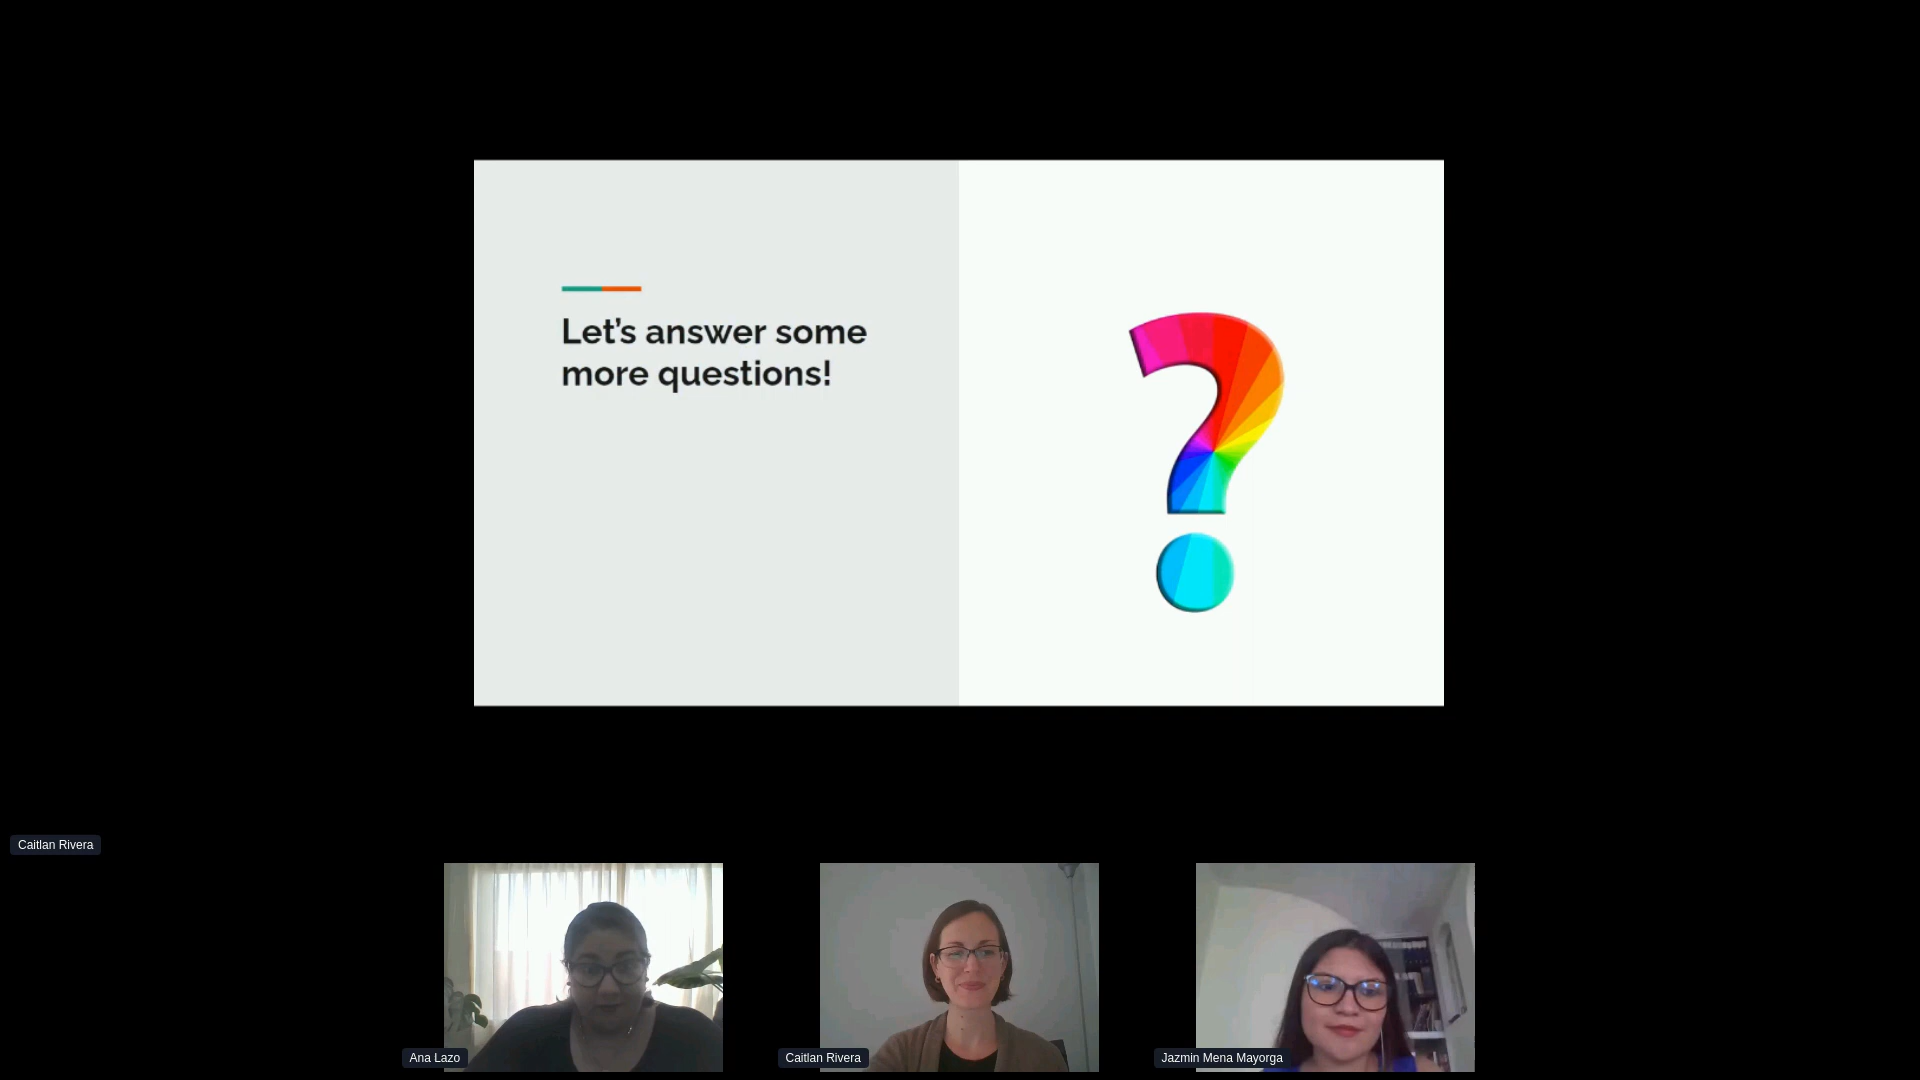 Let's answer some
more questions!
Caitlan Rivera
Ana Lazo
Caitlan Rivera
Jazmin Mena Mayorga